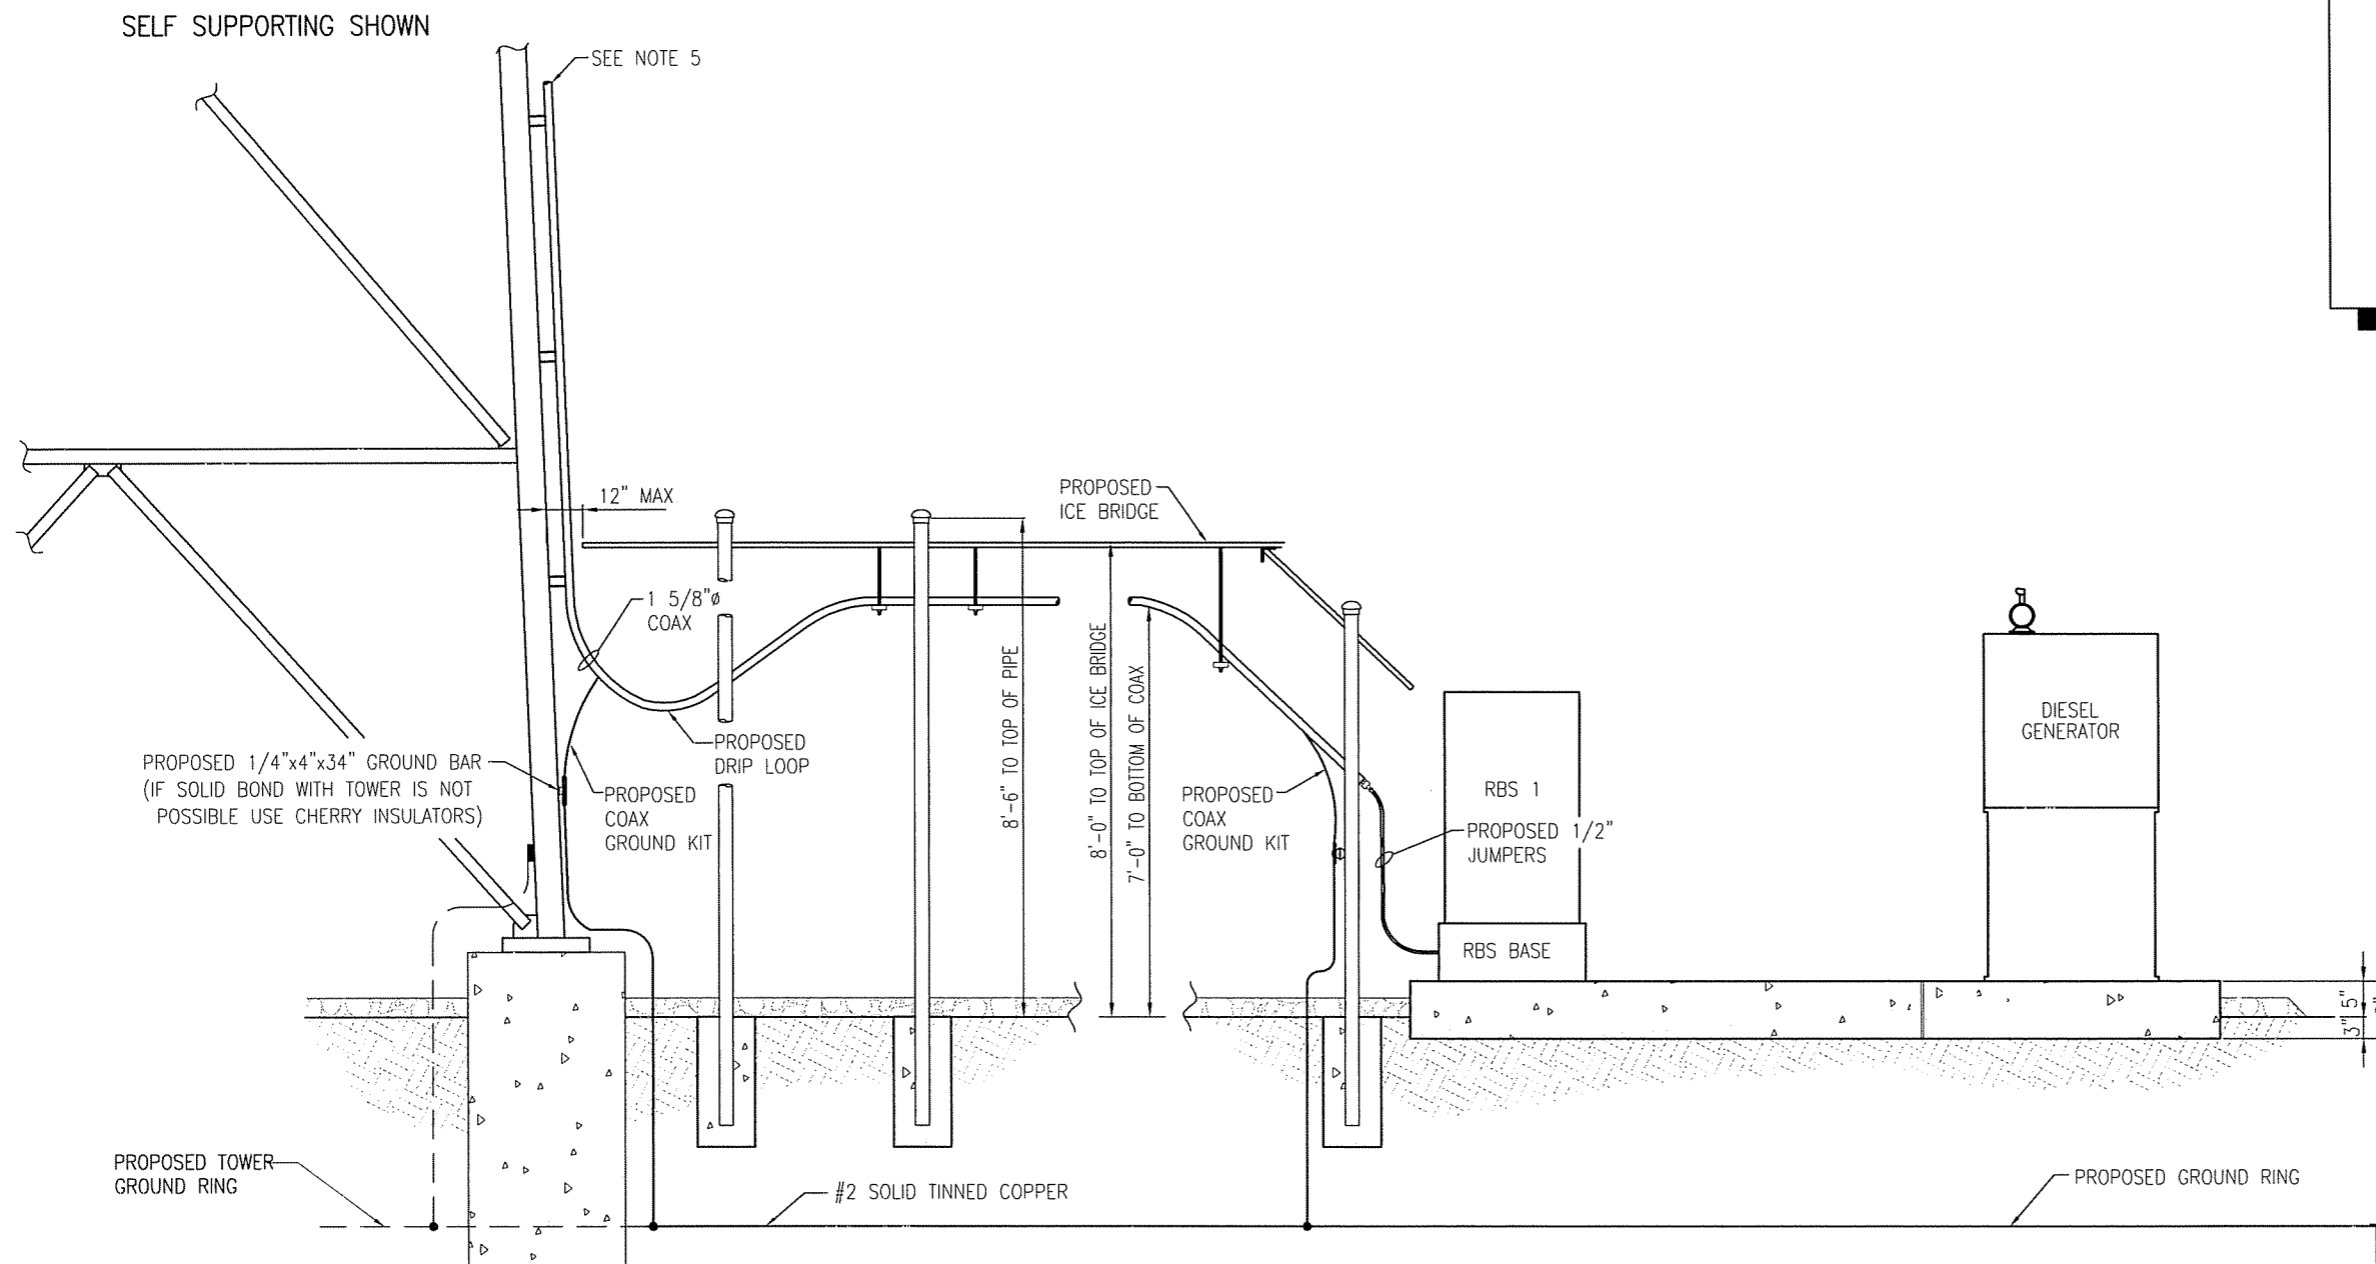 SELF SUPPORTING SHOWN
SEE NOTE 5
12" MAX.
PROPOSED
ICE BRIDGE
1 5/8"ø
COAX
8'-6" TO TOP OF PIPE
8'-0" TO TOP OF ICE BRIDGE
7'-0" TO BOTTOM OF COAX
PROPOSED
DRIP LOOP
PROPOSED 1/4"x4"x34" GROUND BAR
(IF SOLID BOND WITH TOWER IS NOT
POSSIBLE USE CHERRY INSULATORS)
PROPOSED
COAX
GROUND KIT
PROPOSED
COAX
GROUND KIT
RBS 1
PROPOSED 1/2"
JUMPERS
RBS BASE
DIESEL
GENERATOR
5"
3"
PROPOSED TOWER
GROUND RING
#2 SOLID TINNED COPPER
PROPOSED GROUND RING